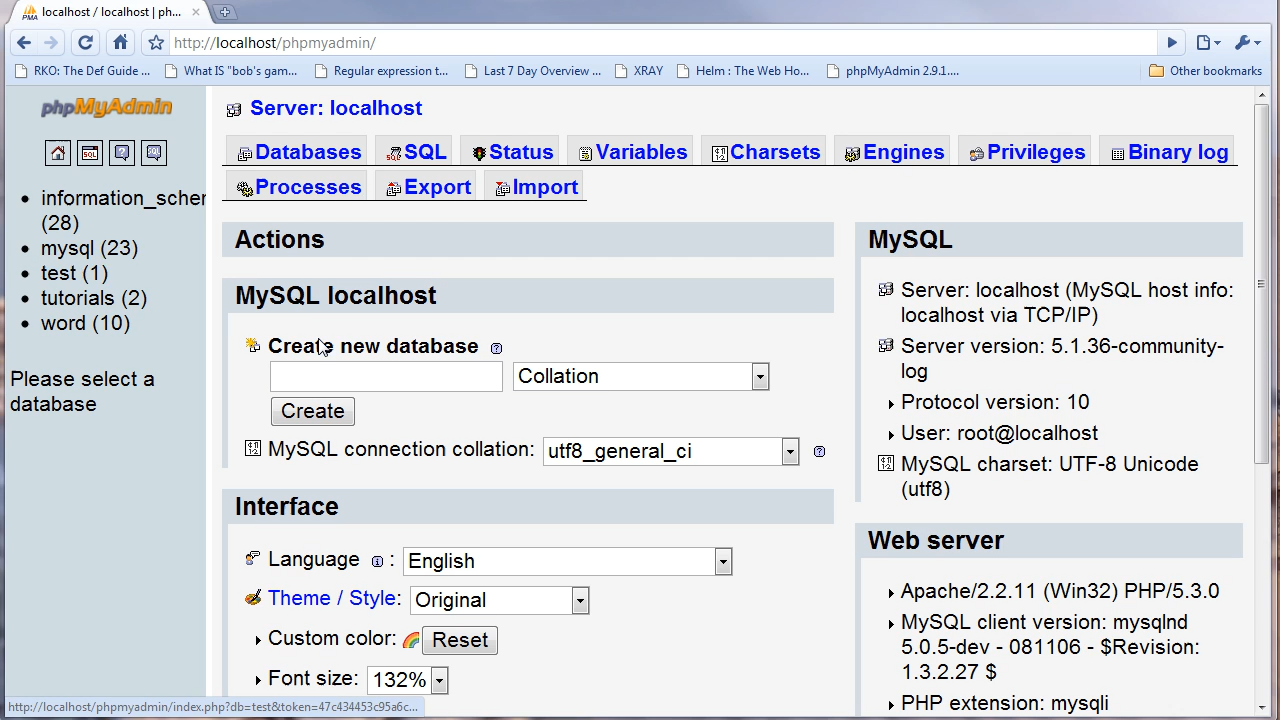 localhost / localhost | ph...
http://localhost/phpmyadmin/
RKO: The Def Guide ...
What IS "bob's gam...
Regular expression t...
Last 7 Day Overview ...
XRAY
Helm : The Web Ho...
phpMyAdmin 2.9.1....
Other bookmarks
phpMyAdmin
information_scher
(28)
mysql (23)
test (1)
tutorials (2)
word (10)
Please select a
database
Server: localhost
Databases
SQL
Status
Variables
Charsets
Engines
Privileges
Binary log
Processes
Export
Import
Actions
MySQL localhost
Create new database
Collation
Create
MySQL connection collation: utf8_general_ci
Interface
Language : English
Theme / Style: Original
Custom color: Reset
Font size: 132%
MySQL
Server: localhost (MySQL host info:
localhost via TCP/IP)
Server version: 5.1.36-community-
log
Protocol version: 10
User: root@localhost
MySQL charset: UTF-8 Unicode
(utf8)
Web server
Apache/2.2.11 (Win32) PHP/5.3.0
MySQL client version: mysqlnd
5.0.5-dev - 081106 - $Revision:
1.3.2.27 $
PHP extension: mysqli
http://localhost/phpmyadmin/index.php?db=test&token=47c434453c95a6c...